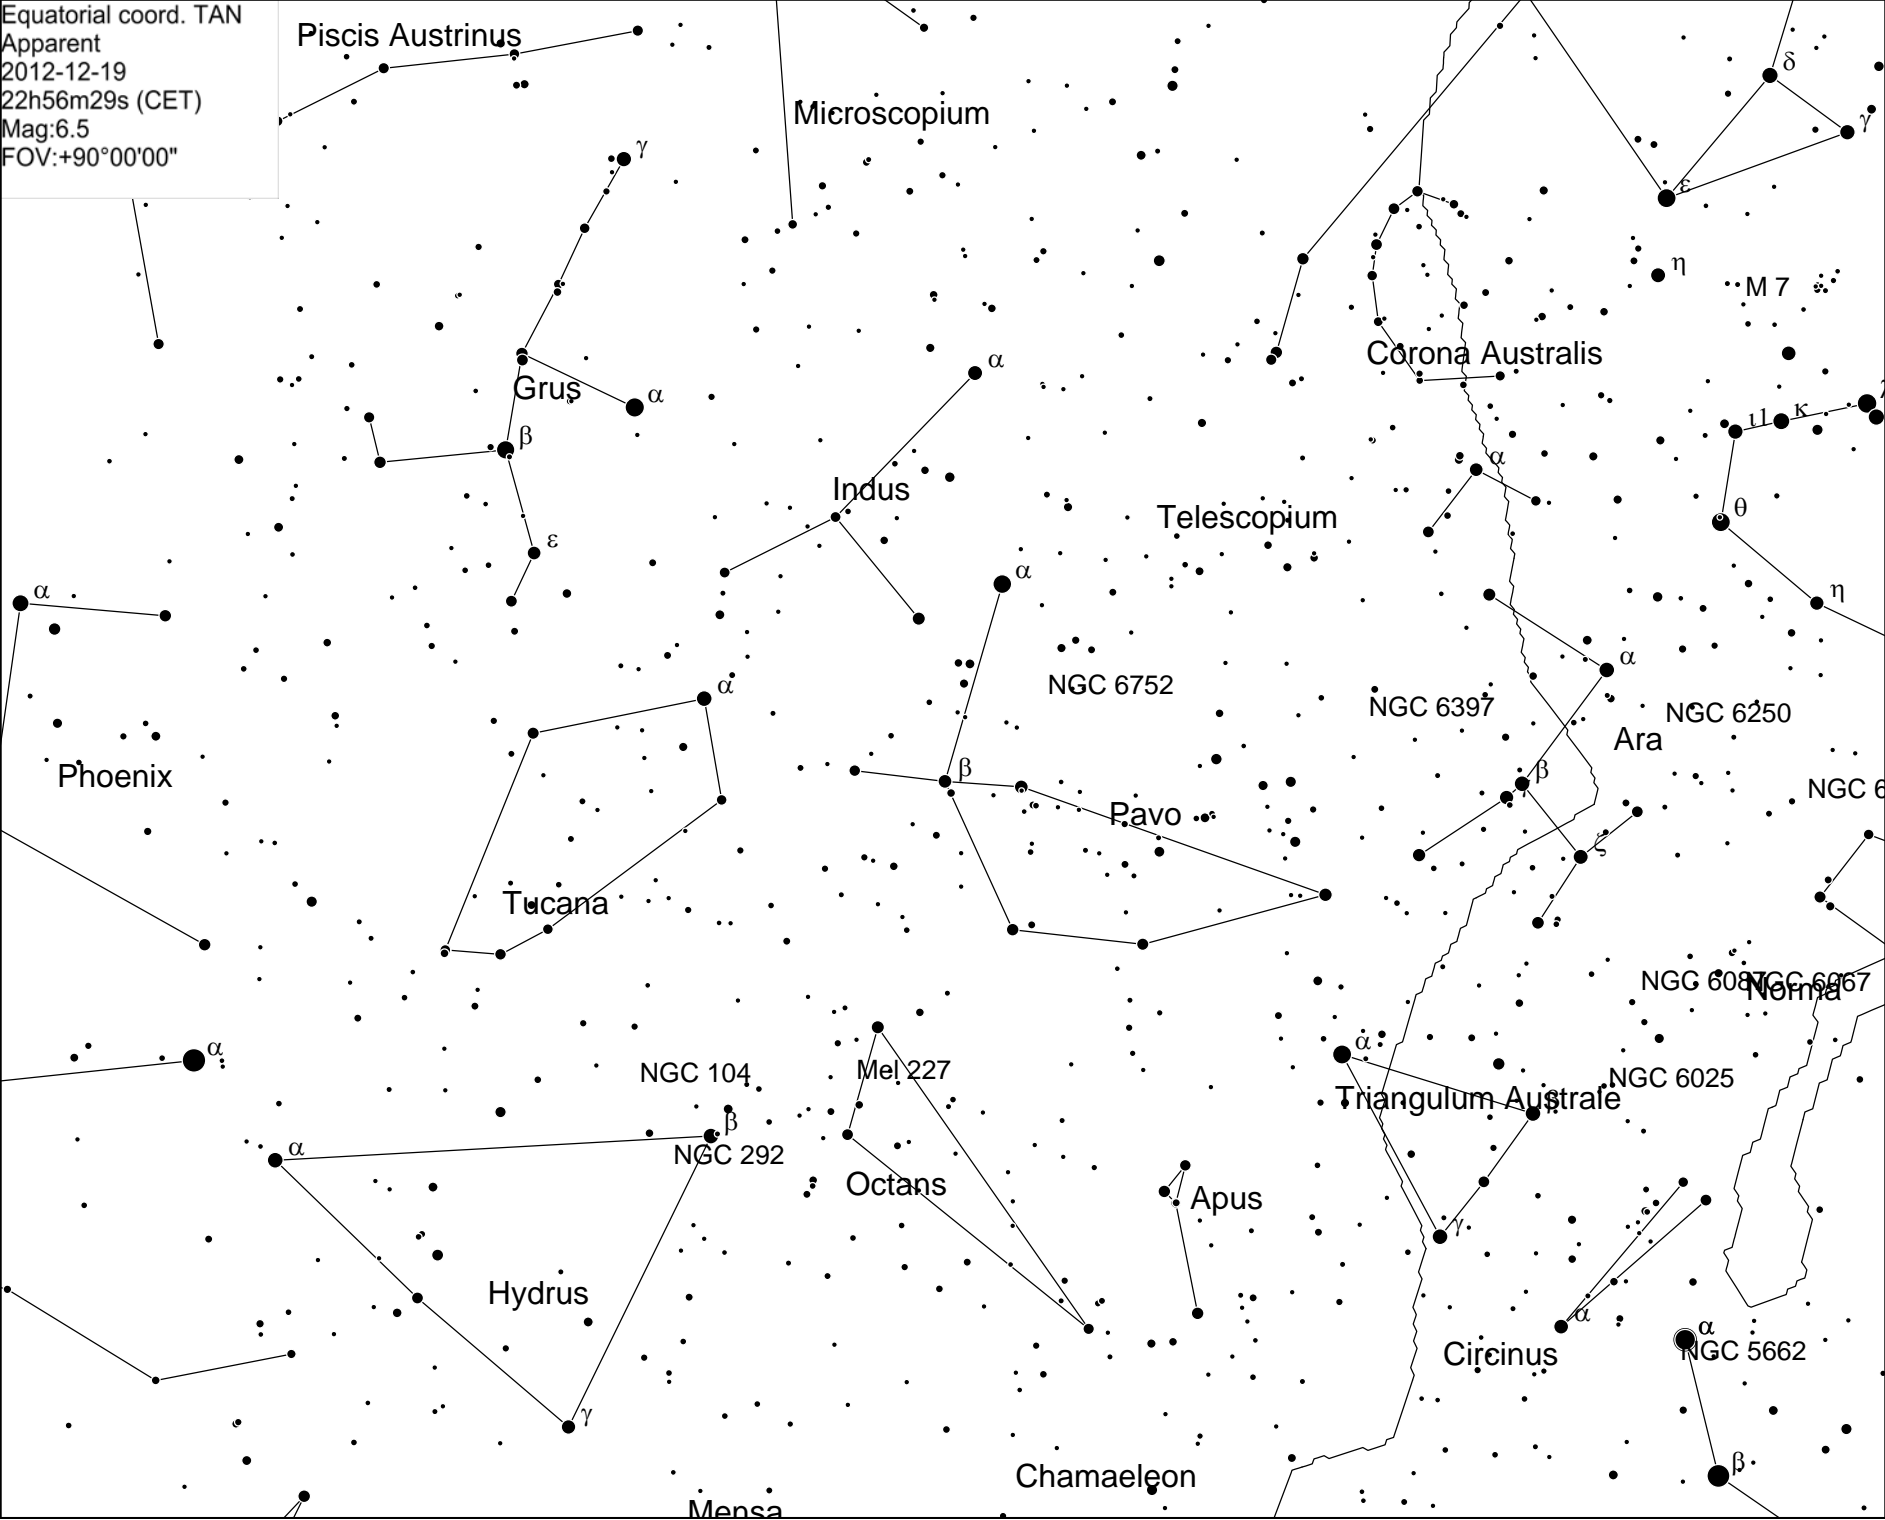 Equatorial coord. TAN
Apparent
2012-12-19
22h56m29s (CET)
Mag:6.5
FOV:+90°00'00"
Piscis Austrinus
δ
Microscopium
γ
γ
ε
η
M 7
Corona Australis
α
Grus
α
β
ι1
κ
α
Indus
Telescopium
θ
ε
α
α
η
α
NGC 6752
α
NGC 6397
NGC 6250
Ara
Phoenix
β
β
NGC 6
Pavo
ζ
Tucana
NGC 6087
NGC 6067
Norma
α
α
NGC 104
Mel 227
NGC 6025
Triangulum Australe
β
β
α
NGC 292
Octans
Apus
γ
Hydrus
α
Circinus
α
NGC 5662
γ
Chamaeleon
β
Mensa